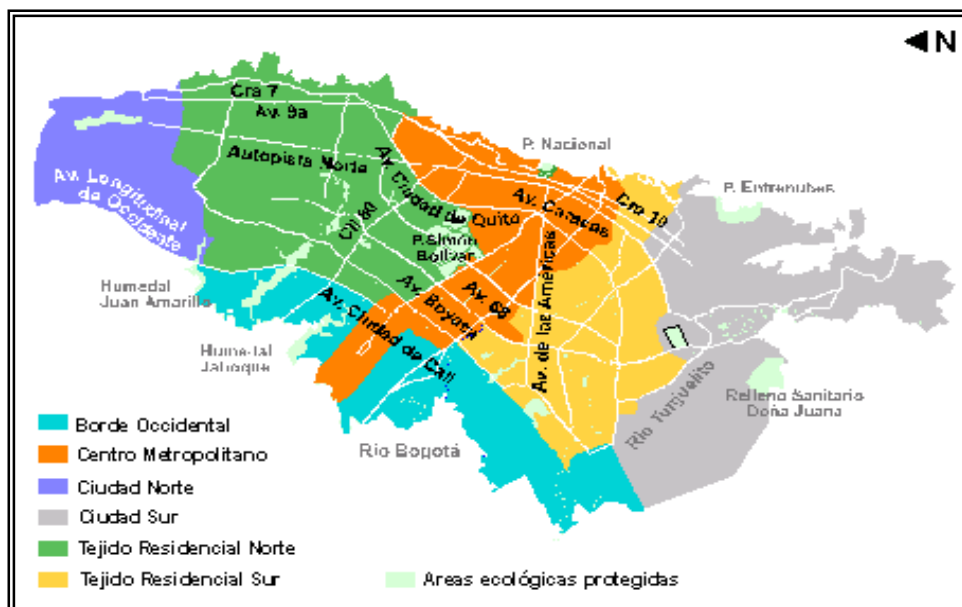 N
Cra 7
Av. 9a
P. Nacional
Autopista Norte
Av. Ciudad de Quito
Av. Caracas
Cra 10
P. Entrenubes
Av. Longitudinal
de Occidente
Cll 80
P. Simón
Bolívar
Av. de las Américas
Humedal
Juan Amarillo
Av. Boyacá
Av. 68
Av. Ciudad de Cali
Humedal
Jaboque
Río Tunjuelito
Relleno Sanitario
Doña Juana
Río Bogotá
Borde Occidental
Centro Metropolitano
Ciudad Norte
Ciudad Sur
Tejido Residencial Norte
Tejido Residencial Sur
Areas ecológicas protegidas